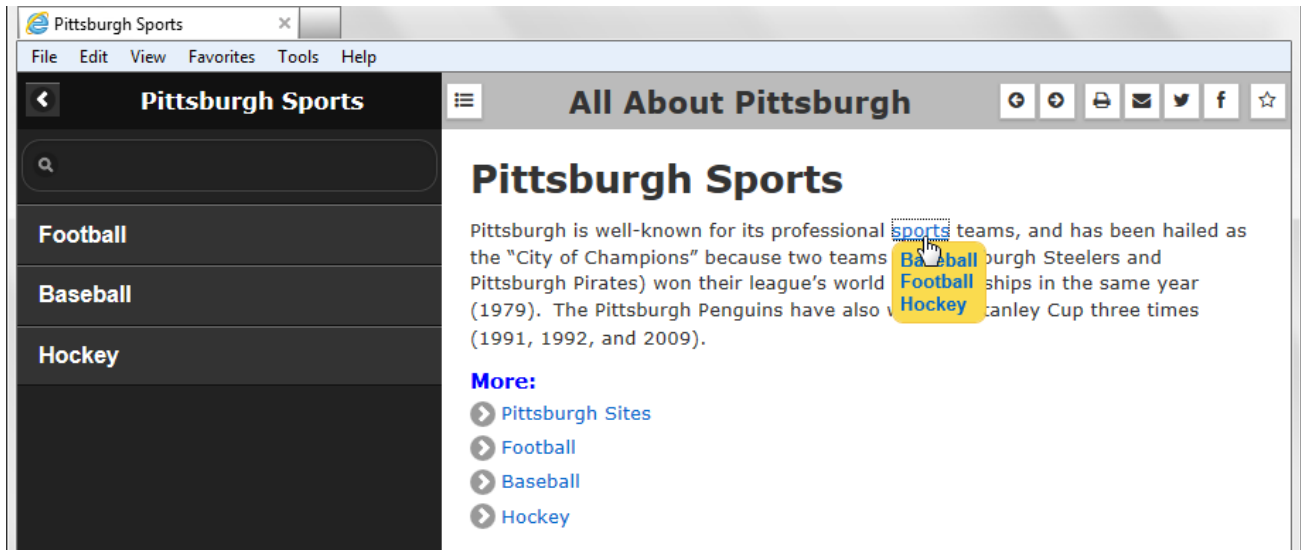 Pittsburgh Sports
File Edit View Favorites Tools Help
Pittsburgh Sports
All About Pittsburgh
Football
Baseball
Hockey
Pittsburgh Sports
Pittsburgh is well-known for its professional sports teams, and has been hailed as
the “City of Champions” because two teams burgh Steelers and
Pittsburgh Pirates) won their league’s world ships in the same year
(1979). The Pittsburgh Penguins have also tanley Cup three times
(1991, 1992, and 2009).
Baseball
Football
Hockey
More:
Pittsburgh Sites
Football
Baseball
Hockey